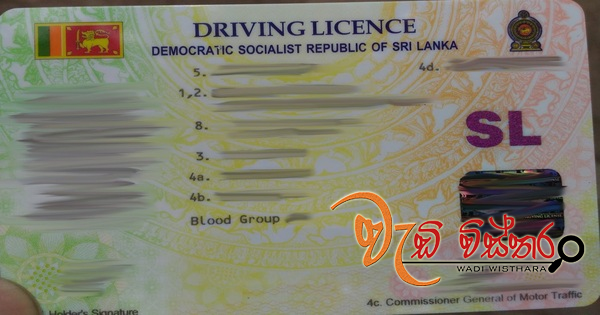 DRIVING LICENCE
DEMOCRATIC SOCIALIST REPUBLIC OF SRI LANKA
5.
4d.
1,2.
8.
SL
3.
4a.
4b.
Blood Group
වැඩි විස්තර
WADI WISTHARA
Holder's Signature
4c. Commissioner General of Motor Traffic